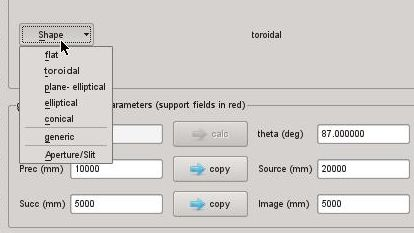 Shape
toroidal
flat
toroidal
plane- elliptical
elliptical
conical
generic
Aperture/Slit
arameters (support fields in red)
calc
theta (deg)
87.000000
Prec (mm)
10000
copy
Source (mm)
20000
Succ (mm)
5000
copy
Image (mm)
5000